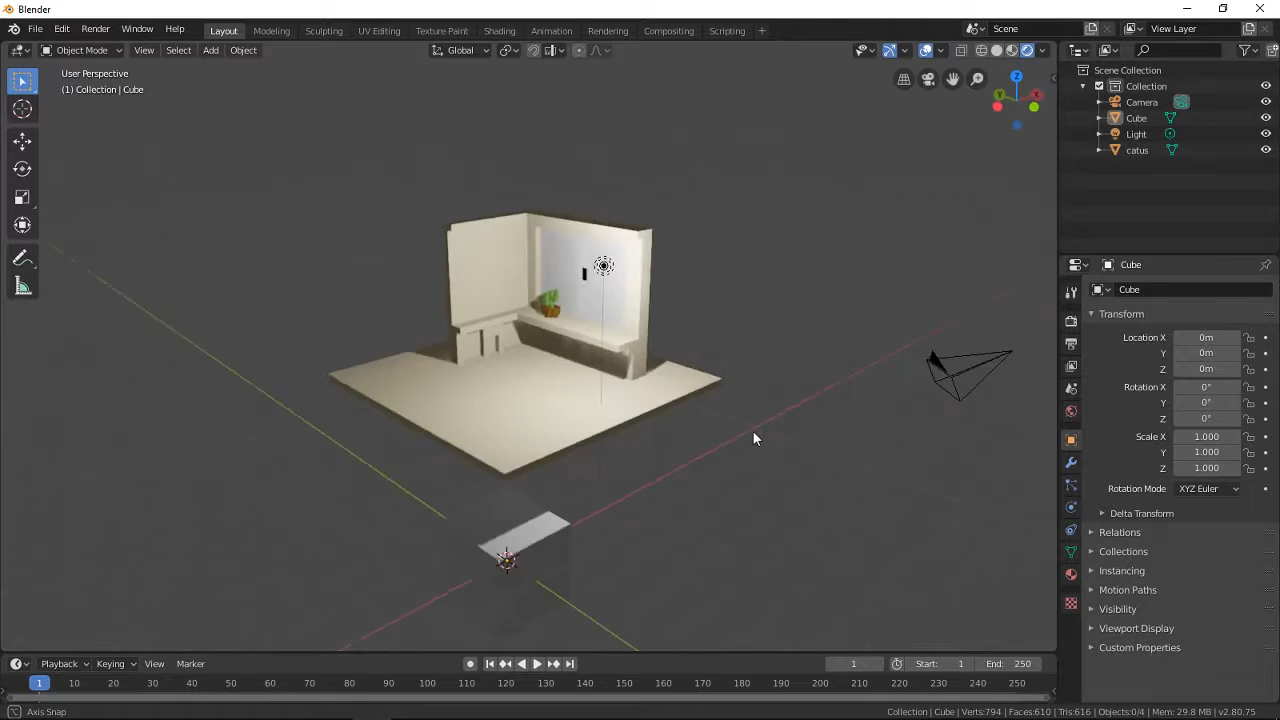 Blender
File Edit Render Window Help
Layout Modeling Sculpting UV Editing Texture Paint Shading Animation Rendering Compositing Scripting +
Scene
View Layer
Object Mode View Select Add Object
Global
User Perspective
(1) Collection | Cube
Z
Y
X
Scene Collection
Collection
Camera
Cube
Light
catus
Cube
Cube
Transform
Location X 0m
Y 0m
Z 0m
Rotation X 0°
Y 0°
Z 0°
Scale X 1.000
Y 1.000
Z 1.000
Rotation Mode XYZ Euler
Delta Transform
Relations
Collections
Instancing
Motion Paths
Visibility
Viewport Display
Custom Properties
Playback Keying View Marker
1 Start: 1 End: 250
1 10 20 30 40 50 60 70 80 90 100 110 120 130 140 150 160 170 180 190 200 210 220 230 240 250
Axis Snap
Collection | Cube | Verts:794 | Faces:610 | Tris:616 | Objects:0/4 | Mem: 29.8 MB | v2.80.75